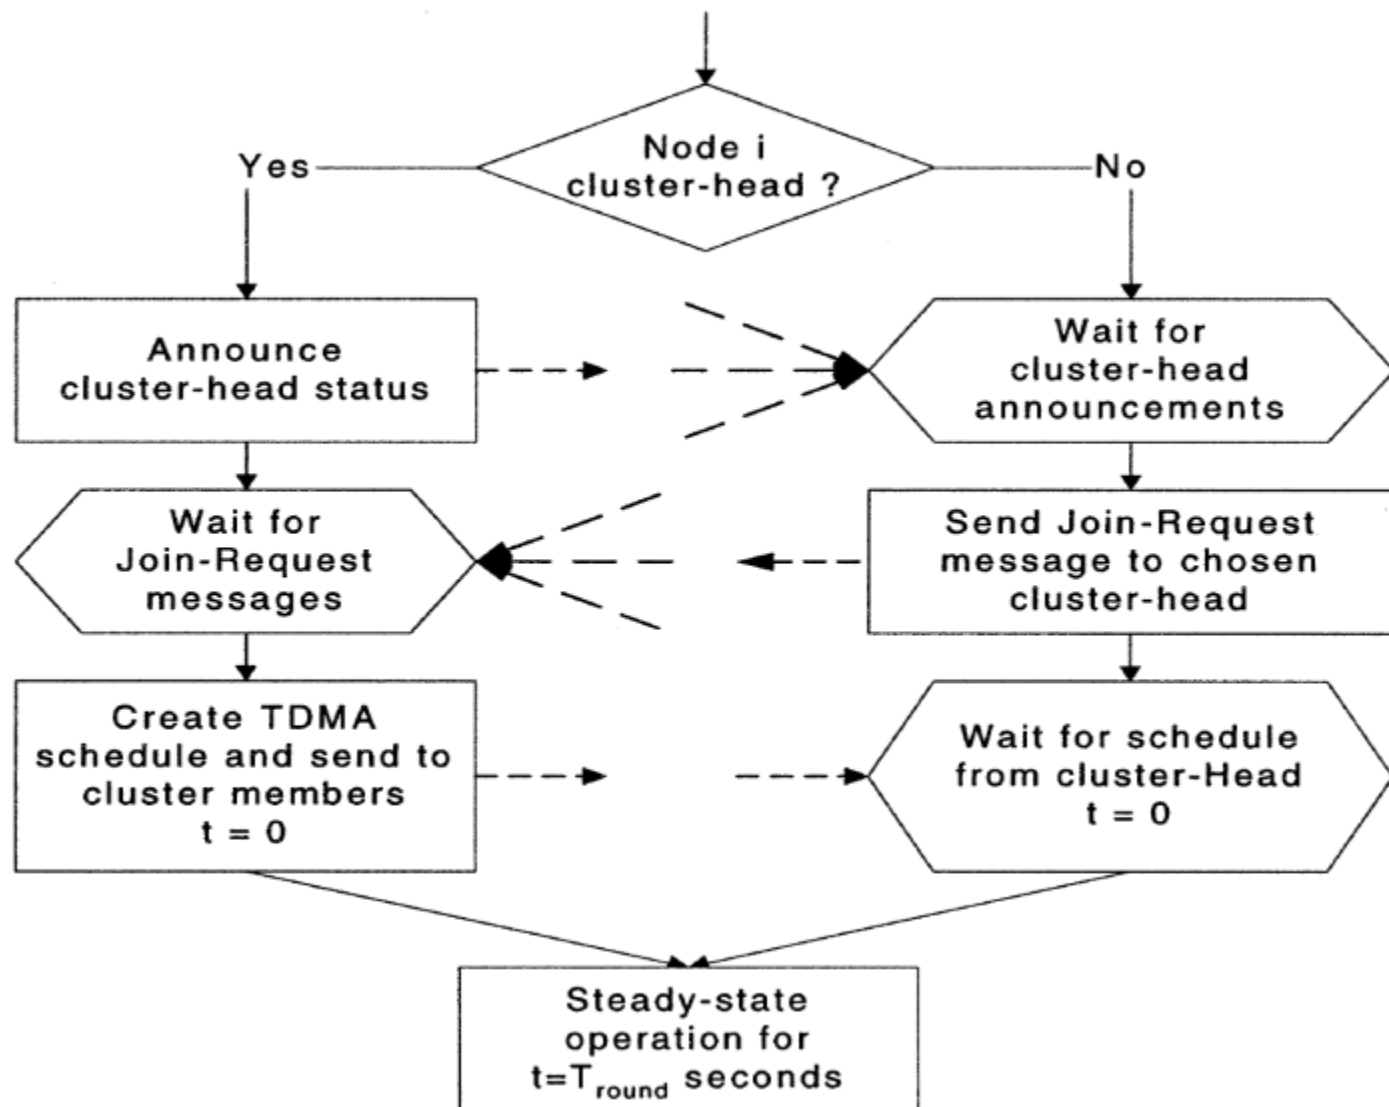 Node i
cluster-head ?
Yes
No
Announce
cluster-head status
Wait for
cluster-head
announcements
Wait for
Join-Request
messages
Send Join-Request
message to chosen
cluster-head
Create TDMA
schedule and send to
cluster members
t = 0
Wait for schedule
from cluster-Head
t = 0
Steady-state
operation for
t=T_round seconds